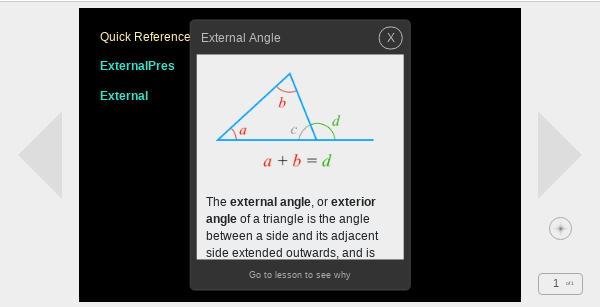 Quick Reference
ExternalPres
External
External Angle
X
b
a
c
d
a + b = d
The external angle, or exterior
angle of a triangle is the angle
between a side and its adjacent
side extended outwards, and is
Go to lesson to see why
1 of 1